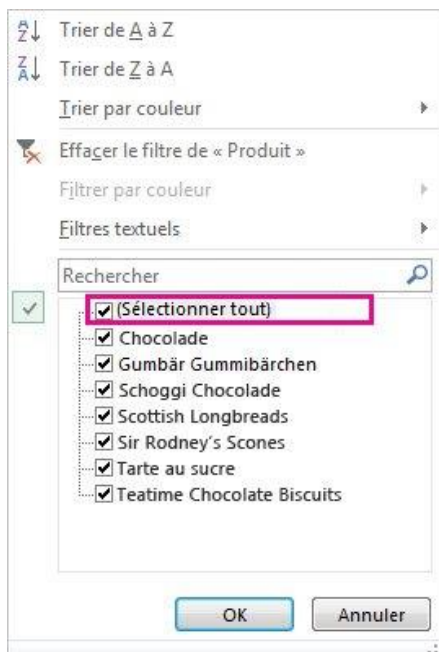 Trier de A à Z
Trier de Z à A
Trier par couleur
Effacer le filtre de « Produit »
Filtrer par couleur
Filtres textuels
Rechercher
(Sélectionner tout)
Chocolade
Gumbär Gummibärchen
Schoggi Chocolade
Scottish Longbreads
Sir Rodney's Scones
Tarte au sucre
Teatime Chocolate Biscuits
OK Annuler